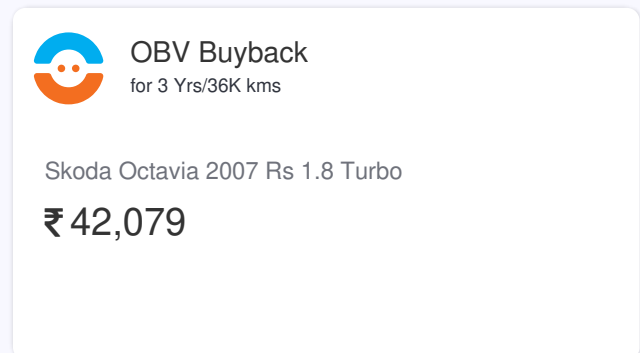 OBV Buyback
for 3 Yrs/36K kms
Skoda Octavia 2007 Rs 1.8 Turbo
₹ 42,079